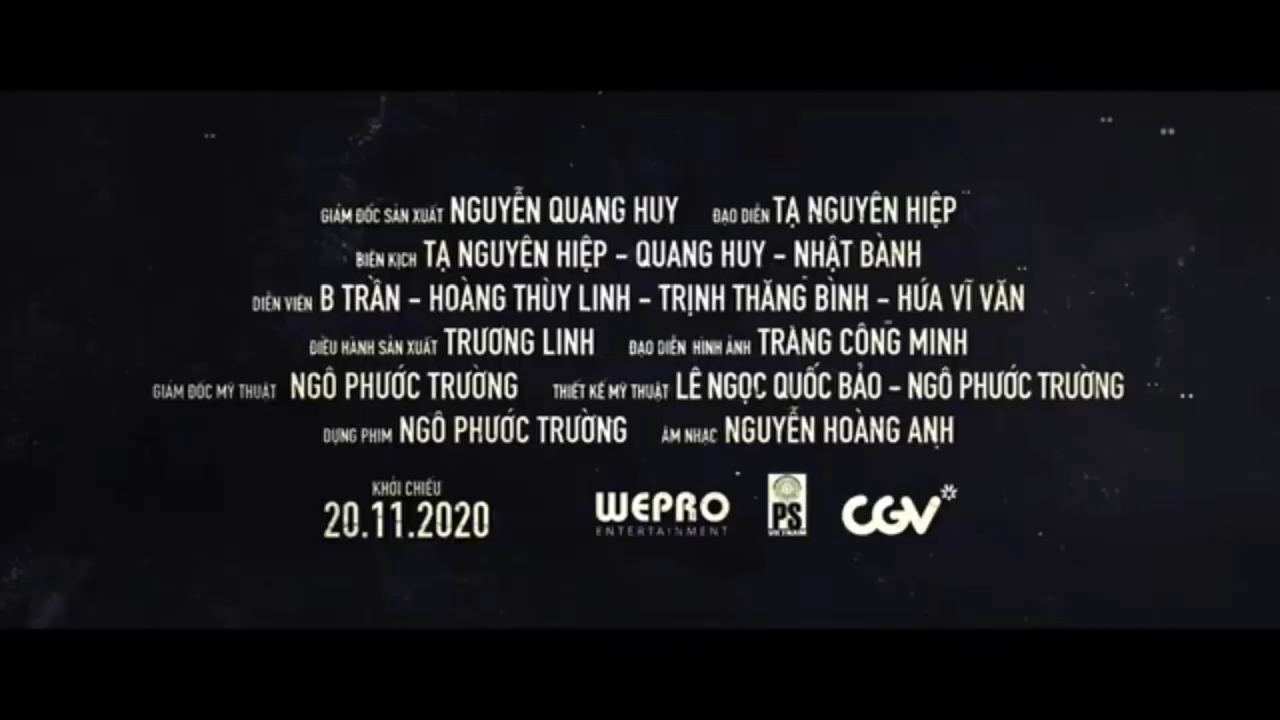 GIÁM ĐỐC SẢN XUẤT NGUYỄN QUANG HUY ĐẠO DIỄN TẠ NGUYÊN HIỆP
BIÊN KỊCH TẠ NGUYÊN HIỆP – QUANG HUY – NHẬT BÀNH
DIỄN VIÊN B TRẦN – HOÀNG THÙY LINH – TRỊNH THĂNG BÌNH – HỨA VĨ VĂN
ĐIỀU HÀNH SẢN XUẤT TRƯƠNG LINH ĐẠO DIỄN HÌNH ẢNH TRÀNG CÔNG MINH
GIÁM ĐỐC MỸ THUẬT NGÔ PHƯỚC TRƯỜNG THIẾT KẾ MỸ THUẬT LÊ NGỌC QUỐC BẢO – NGÔ PHƯỚC TRƯỜNG
DỰNG PHIM NGÔ PHƯỚC TRƯỜNG ÂM NHẠC NGUYỄN HOÀNG ANH
KHỞI CHIẾU
20.11.2020
WEPRO
ENTERTAINMENT
PS
VIETNAM
CGV